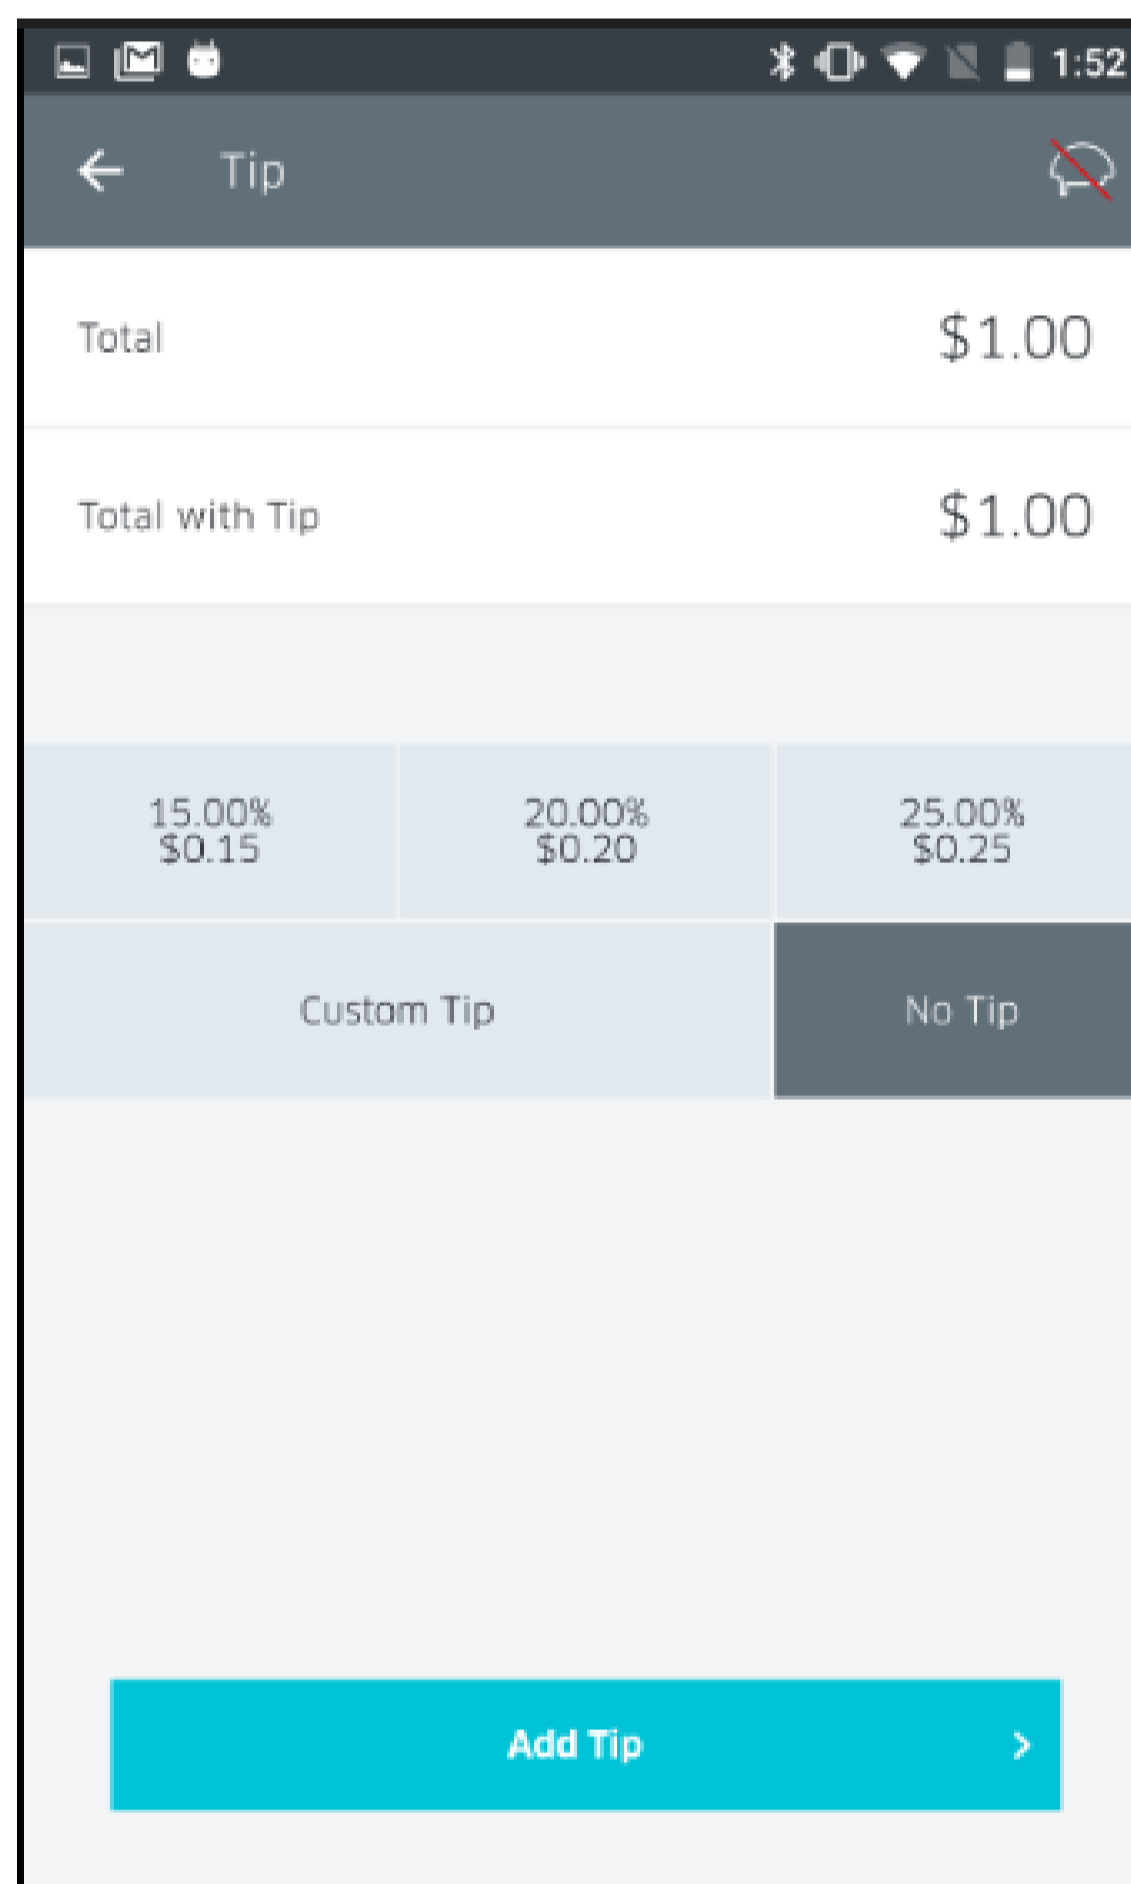 1:52
Tip
Total $1.00
Total with Tip $1.00
15.00% 20.00% 25.00%
$0.15 $0.20 $0.25
Custom Tip No Tip
Add Tip